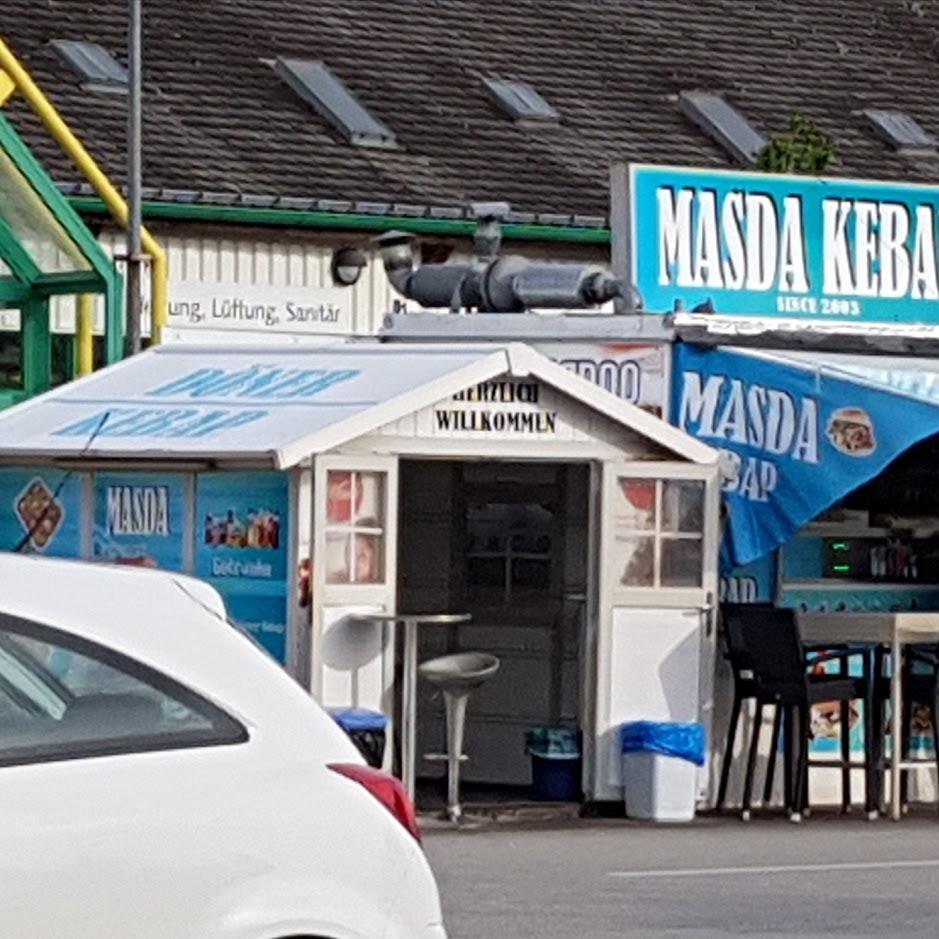 MASDA KEBA
SINCE 2003
ung, Lüftung, Sanitär
DÖNER
KEBAP
HERZLICH
WILLKOMMEN
MASDA
BAP
MASDA
Getränke